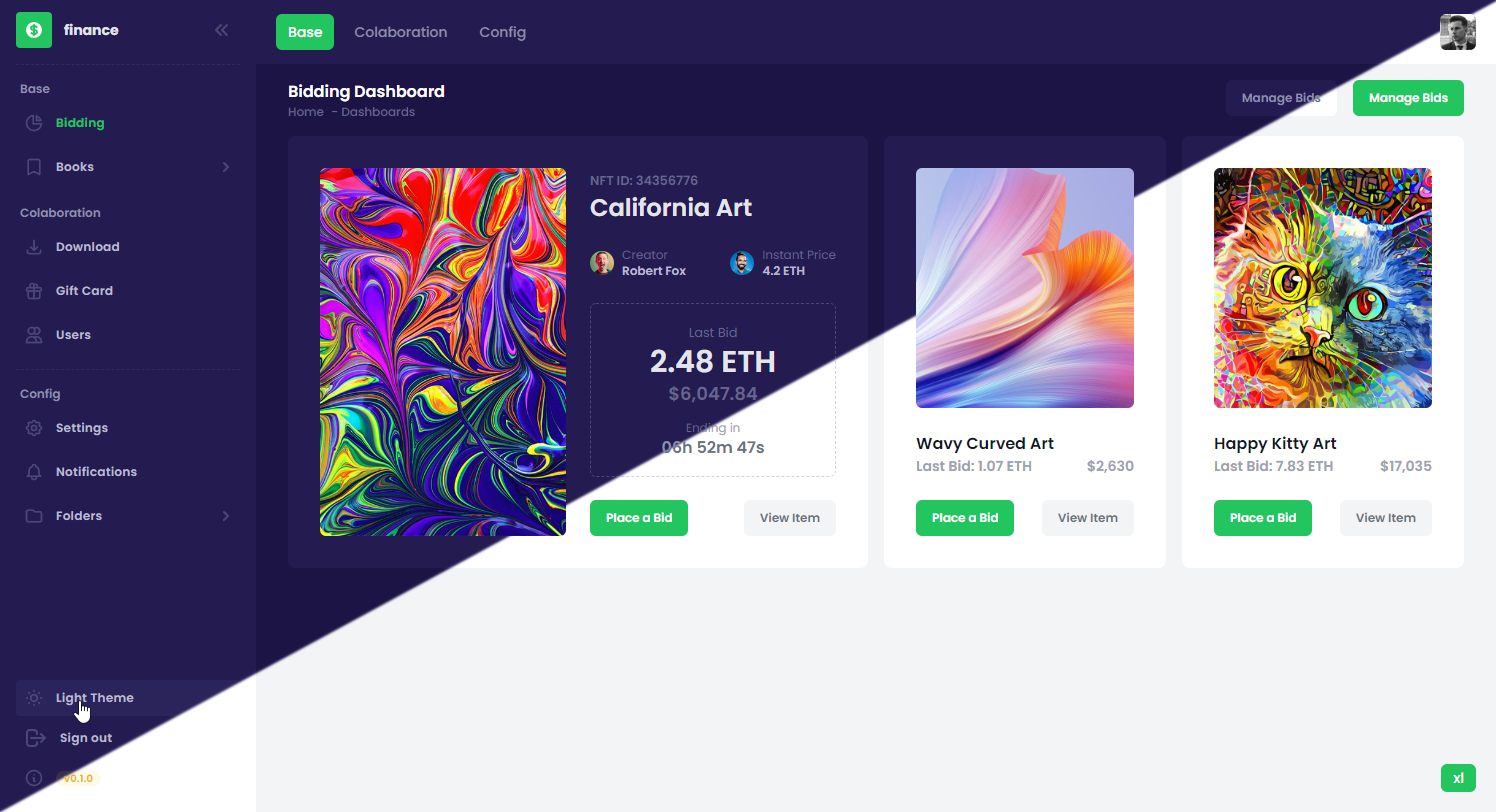 finance
Base
Colaboration
Config
Base
Bidding
Books
Colaboration
Download
Gift Card
Users
Config
Settings
Notifications
Folders
Light Theme
Sign out
v0.1.0
Bidding Dashboard
Home - Dashboards
Manage Bids
Manage Bids
NFT ID: 34356776
California Art
Creator
Robert Fox
Instant Price
4.2 ETH
Last Bid
2.48 ETH
$6,047.84
Ending in
06h 52m 47s
Place a Bid
View Item
Wavy Curved Art
Last Bid: 1.07 ETH
$2,630
Place a Bid
View Item
Happy Kitty Art
Last Bid: 7.83 ETH
$17,035
Place a Bid
View Item
xl